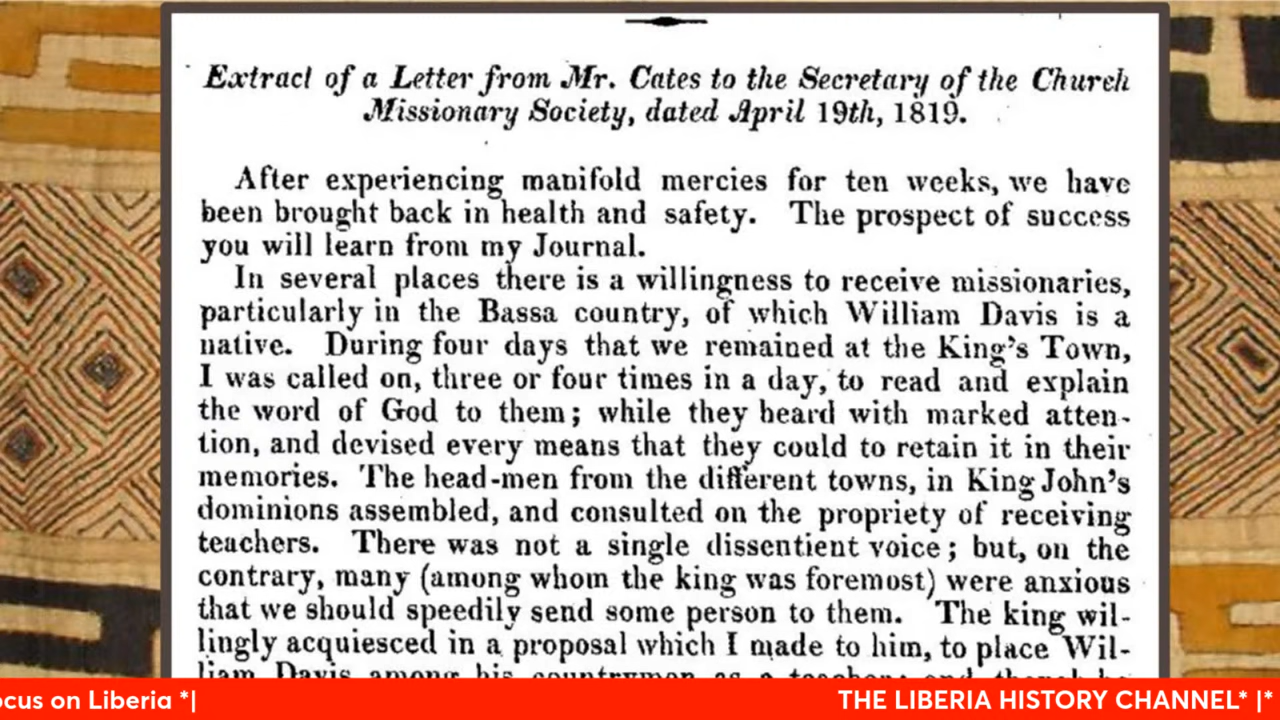 Extract of a Letter from Mr. Cates to the Secretary of the Church
Missionary Society, dated April 19th, 1819.
After experiencing manifold mercies for ten weeks, we have
been brought back in health and safety. The prospect of success
you will learn from my Journal.
In several places there is a willingness to receive missionaries,
particularly in the Bassa country, of which William Davis is a
native. During four days that we remained at the King's Town,
I was called on, three or four times in a day, to read and explain
the word of God to them; while they heard with marked atten-
tion, and devised every means that they could to retain it in their
memories. The head-men from the different towns, in King John's
dominions assembled, and consulted on the propriety of receiving
teachers. There was not a single dissentient voice; but, on the
contrary, many (among whom the king was foremost) were anxious
that we should speedily send some person to them. The king wil-
lingly acquiesced in a proposal which I made to him, to place Wil-
liam Davis among his countrymen as a teacher; and
ocus on Liberia *|
THE LIBERIA HISTORY CHANNEL* |*